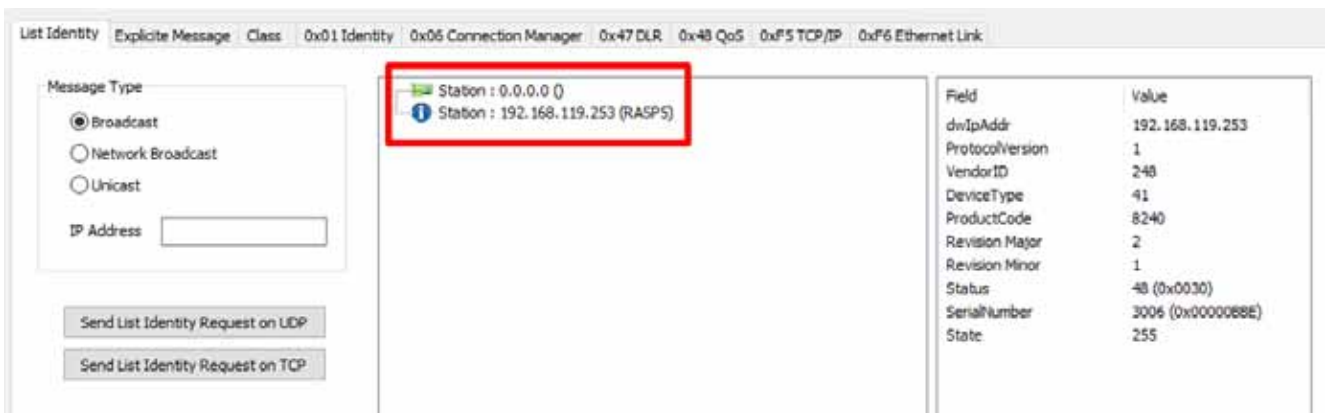 List Identity Explicite Message Class 0x01 Identity 0x06 Connection Manager 0x47 DLR 0x48 QoS 0xF5 TCP/IP 0xF6 Ethernet Link
Message Type
Broadcast
Network Broadcast
Unicast
IP Address
Send List Identity Request on UDP
Send List Identity Request on TCP
Station : 0.0.0.0 ()
Station : 192.168.119.253 (RASP5)
Field Value
dwIpAddr 192.168.119.253
ProtocolVersion 1
VendorID 248
DeviceType 41
ProductCode 8240
Revision Major 2
Revision Minor 1
Status 48 (0x0030)
SerialNumber 3006 (0x00000BBE)
State 255